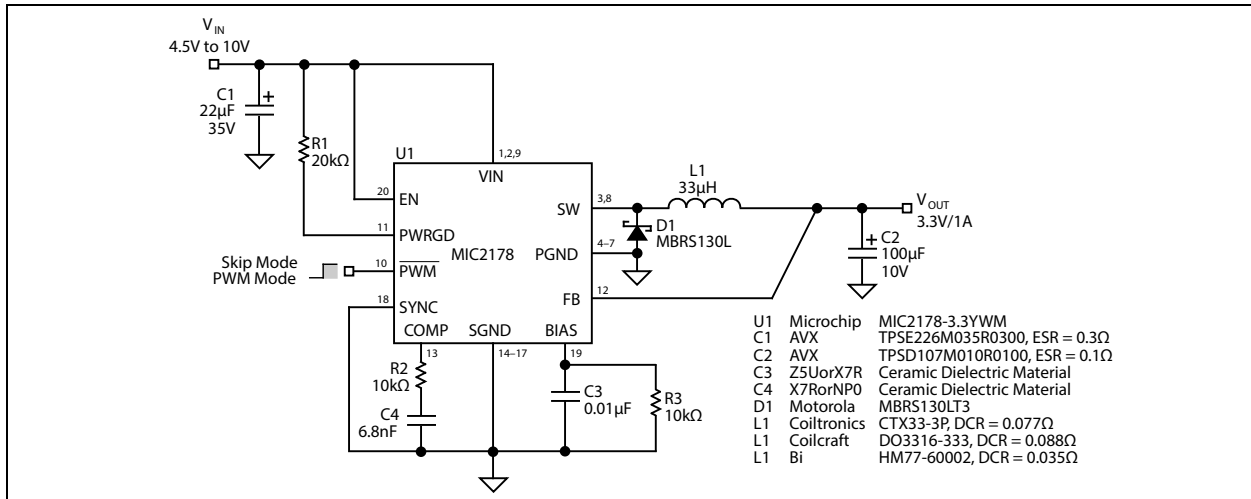 VIN
4.5V to 10V
C1
22µF
35V
+
R1
20kΩ
U1
1,2,9
VIN
20
EN
11
PWRGD
MIC2178
Skip Mode
PWM Mode
10
PWM
18
SYNC
COMP
SGND
BIAS
13
14–17
19
SW
3,8
PGND
4–7
FB
12
L1
33µH
D1
MBRS130L
VOUT
3.3V/1A
+
C2
100µF
10V
R2
10kΩ
C4
6.8nF
C3
0.01µF
R3
10kΩ
U1 Microchip MIC2178-3.3YWM
C1 AVX TPSE226M035R0300, ESR = 0.3Ω
C2 AVX TPSD107M010R0100, ESR = 0.1Ω
C3 Z5UorX7R Ceramic Dielectric Material
C4 X7RorNP0 Ceramic Dielectric Material
D1 Motorola MBRS130LT3
L1 Coiltronics CTX33-3P, DCR = 0.077Ω
L1 Coilcraft DO3316-333, DCR = 0.088Ω
L1 Bi HM77-60002, DCR = 0.035Ω